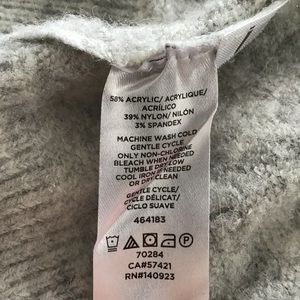 58% ACRYLIC/ ACRYLIQUE/
ACRÍLICO
39% NYLON/ NILÓN
3% SPANDEX
MACHINE WASH COLD
GENTLE CYCLE
ONLY NON-CHLORINE
BLEACH WHEN NEEDED
TUMBLE DRY LOW
COOL IRON IF NEEDED
OR DRY CLEAN
GENTLE CYCLE/
CYCLE DÉLICAT/
CICLO SUAVE
464183
70284
CA#57421
RN#140923